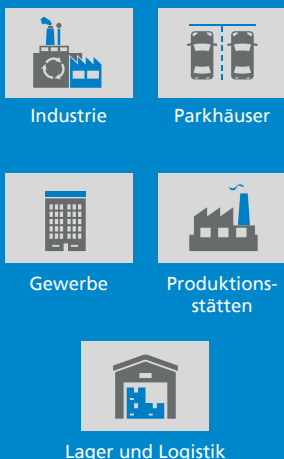 Industrie
Parkhäuser
Gewerbe
Produktions-
stätten
Lager und Logistik